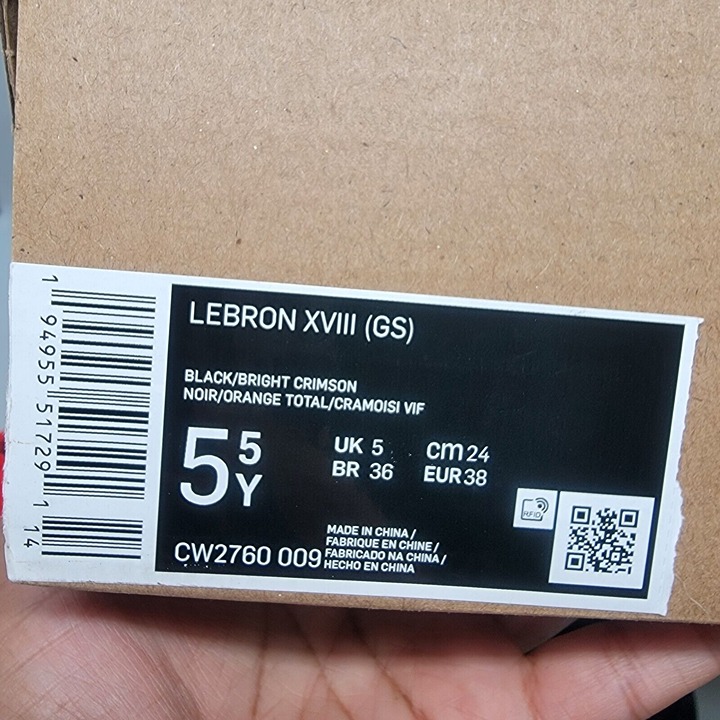 LEBRON XVIII (GS)
BLACK/BRIGHT CRIMSON
NOIR/ORANGE TOTAL/CRAMOISI VIF
5 5Y
UK 5 cm 24
BR 36 EUR 38
RFID
CW2760 009
MADE IN CHINA /
FABRIQUE EN CHINE /
FABRICADO NA CHINA /
HECHO EN CHINA
1 94955 51729 1 14